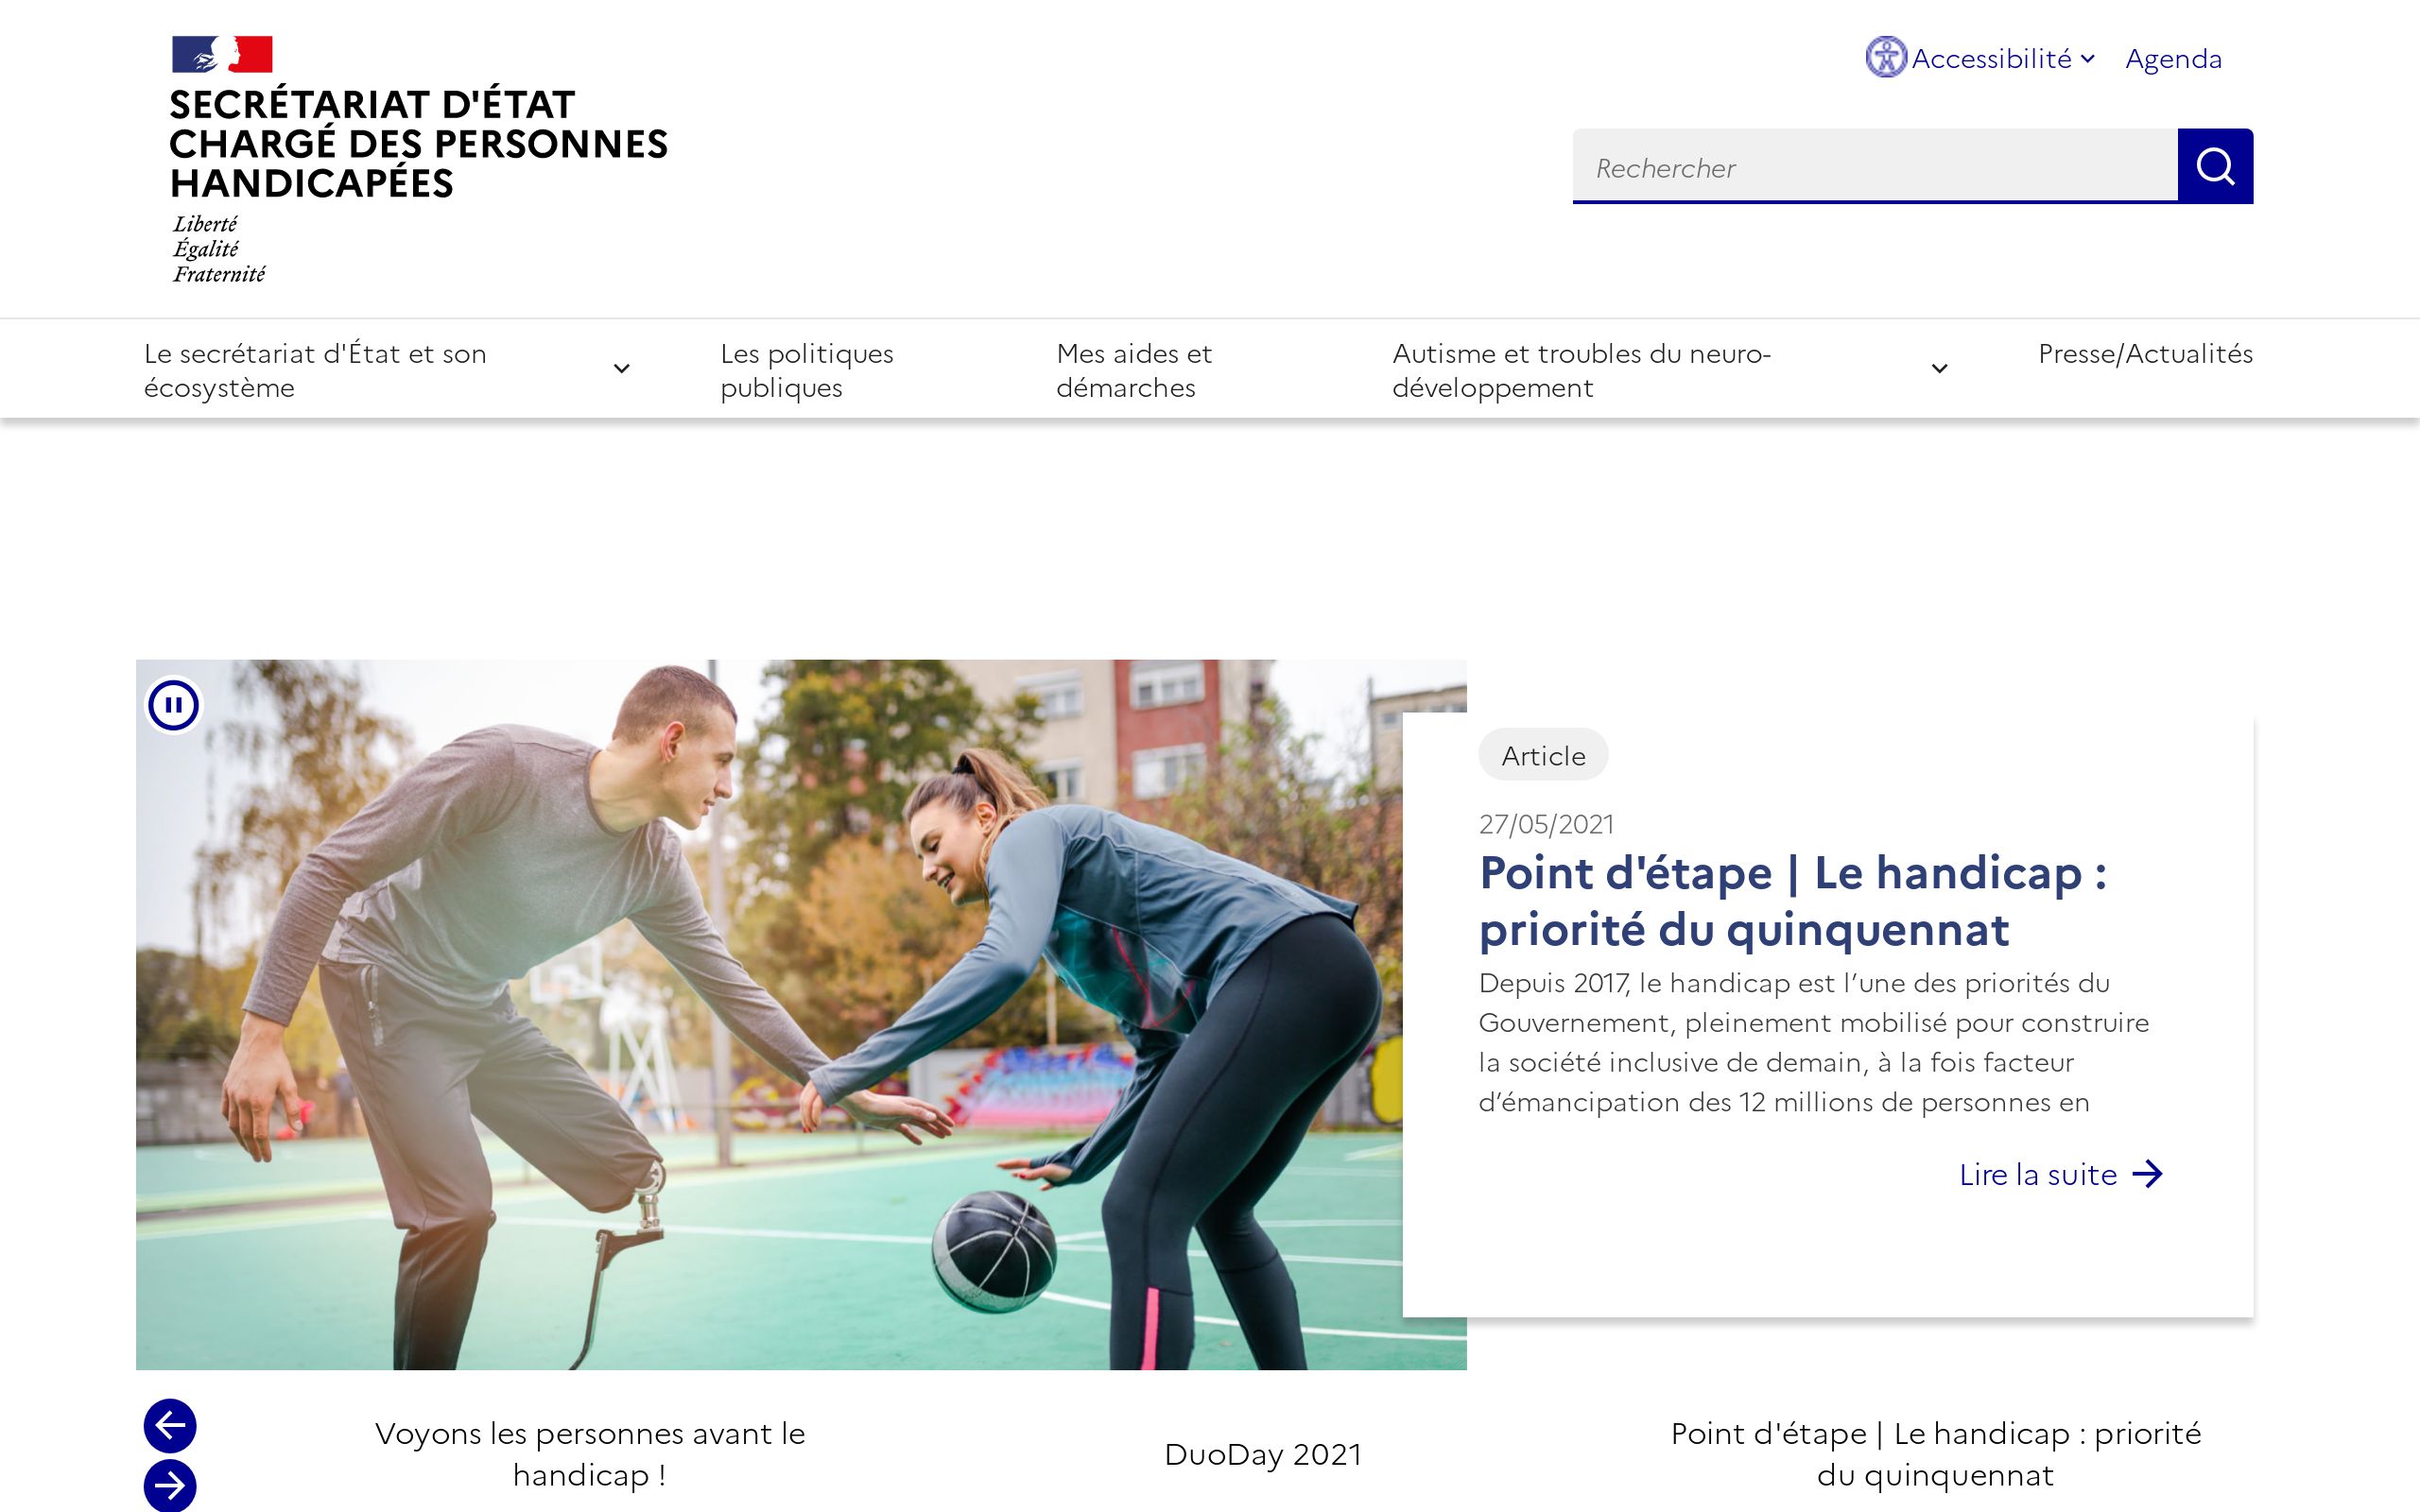 SECRÉTARIAT D'ÉTAT
CHARGÉ DES PERSONNES
HANDICAPÉES
Liberté
Égalité
Fraternité
Accessibilité
Agenda
Rechercher
Le secrétariat d'État et son
écosystème
Les politiques
publiques
Mes aides et
démarches
Autisme et troubles du neuro-
développement
Presse/Actualités
Article
27/05/2021
Point d'étape | Le handicap :
priorité du quinquennat
Depuis 2017, le handicap est l’une des priorités du
Gouvernement, pleinement mobilisé pour construire
la société inclusive de demain, à la fois facteur
d’émancipation des 12 millions de personnes en
Lire la suite
Voyons les personnes avant le
handicap !
DuoDay 2021
Point d'étape | Le handicap : priorité
du quinquennat